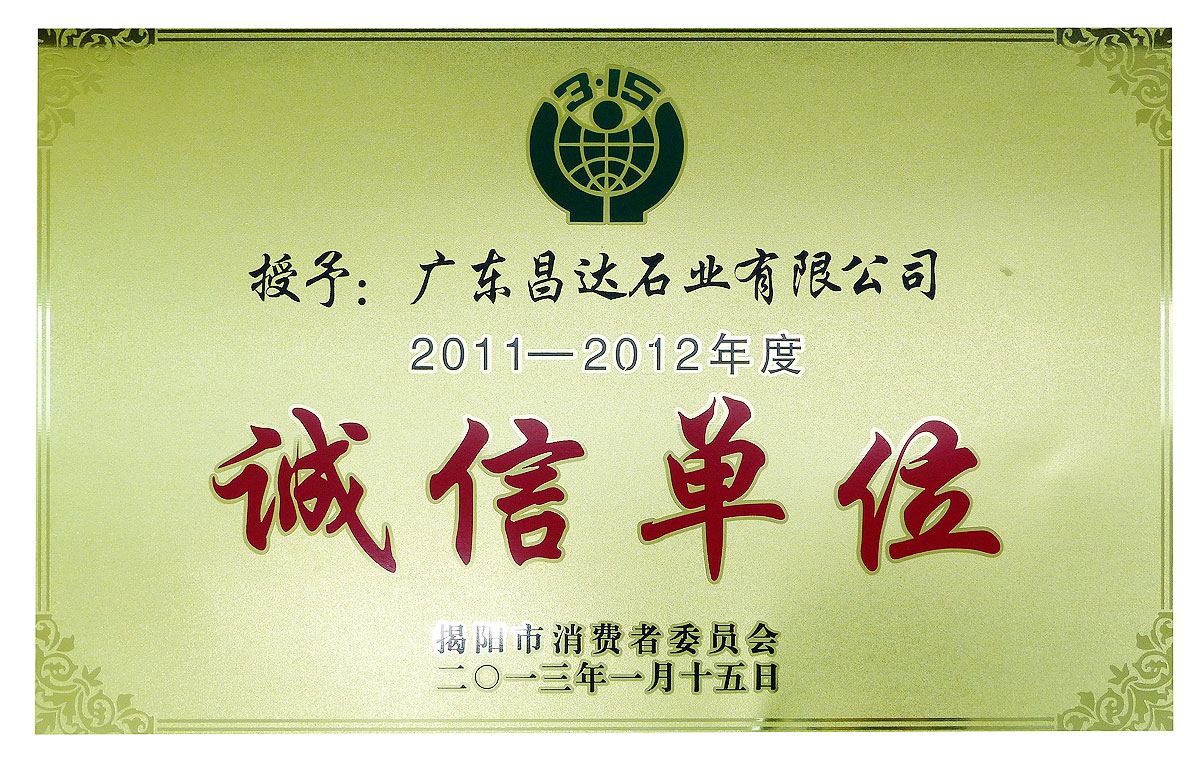 3·15
授予：广东昌达石业有限公司
2011—2012年度
诚信单位
揭阳市消费者委员会
二〇一三年一月十五日